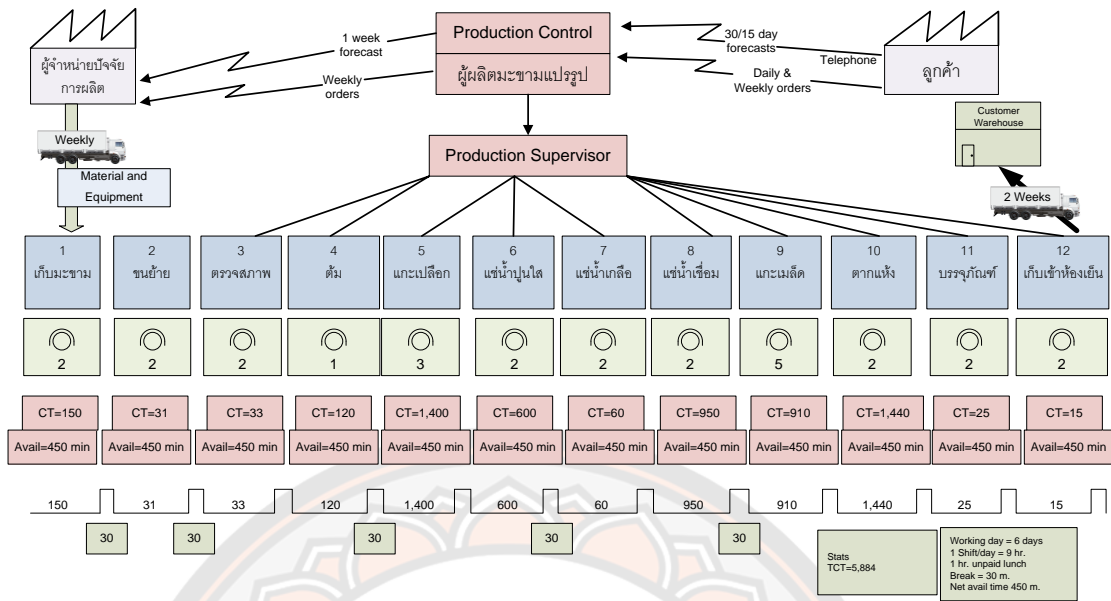 1 week
forecast
Weekly
orders
Production Control
ผู้ผลิตมะขามแปรรูป
30/15 day
forecasts
Telephone
Daily &
Weekly orders
ผู้จำหน่ายปัจจัย
การผลิต
ลูกค้า
Weekly
Material and
Equipment
Production Supervisor
Customer
Warehouse
2 Weeks
1
เก็บมะขาม
2
ขนย้าย
3
ตรวจสภาพ
4
ต้ม
5
แกะเปลือก
6
แช่น้ำปูนใส
7
แช่น้ำเกลือ
8
แช่น้ำเชื่อม
9
แกะเมล็ด
10
ตากแห้ง
11
บรรจุภัณฑ์
12
เก็บเข้าห้องเย็น
2 2 2 1 3 2 2 2 5 2 2 2
CT=150 CT=31 CT=33 CT=120 CT=1,400 CT=600 CT=60 CT=950 CT=910 CT=1,440 CT=25 CT=15
Avail=450 min Avail=450 min Avail=450 min Avail=450 min Avail=450 min Avail=450 min Avail=450 min Avail=450 min Avail=450 min Avail=450 min Avail=450 min Avail=450 min
150 31 33 120 1,400 600 60 950 910 1,440 25 15
30 30 30 30 30
Stats
TCT=5,884
Working day = 6 days
1 Shift/day = 9 hr.
1 hr. unpaid lunch
Break = 30 m.
Net avail time 450 m.